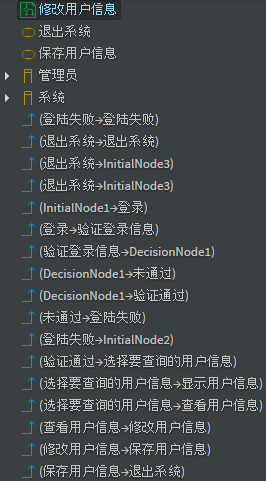 修改用户信息
退出系统
保存用户信息
管理员
系统
(登陆失败→登陆失败)
(退出系统→退出系统)
(退出系统→InitialNode3)
(退出系统→InitialNode3)
(InitialNode1→登录)
(登录→验证登录信息)
(验证登录信息→DecisionNode1)
(DecisionNode1→未通过)
(DecisionNode1→验证通过)
(未通过→登陆失败)
(登陆失败→InitialNode2)
(验证通过→选择要查询的用户信息)
(选择要查询的用户信息→显示用户信息)
(选择要查询的用户信息→查看用户信息)
(查看用户信息→修改用户信息)
(修改用户信息→保存用户信息)
(保存用户信息→退出系统)